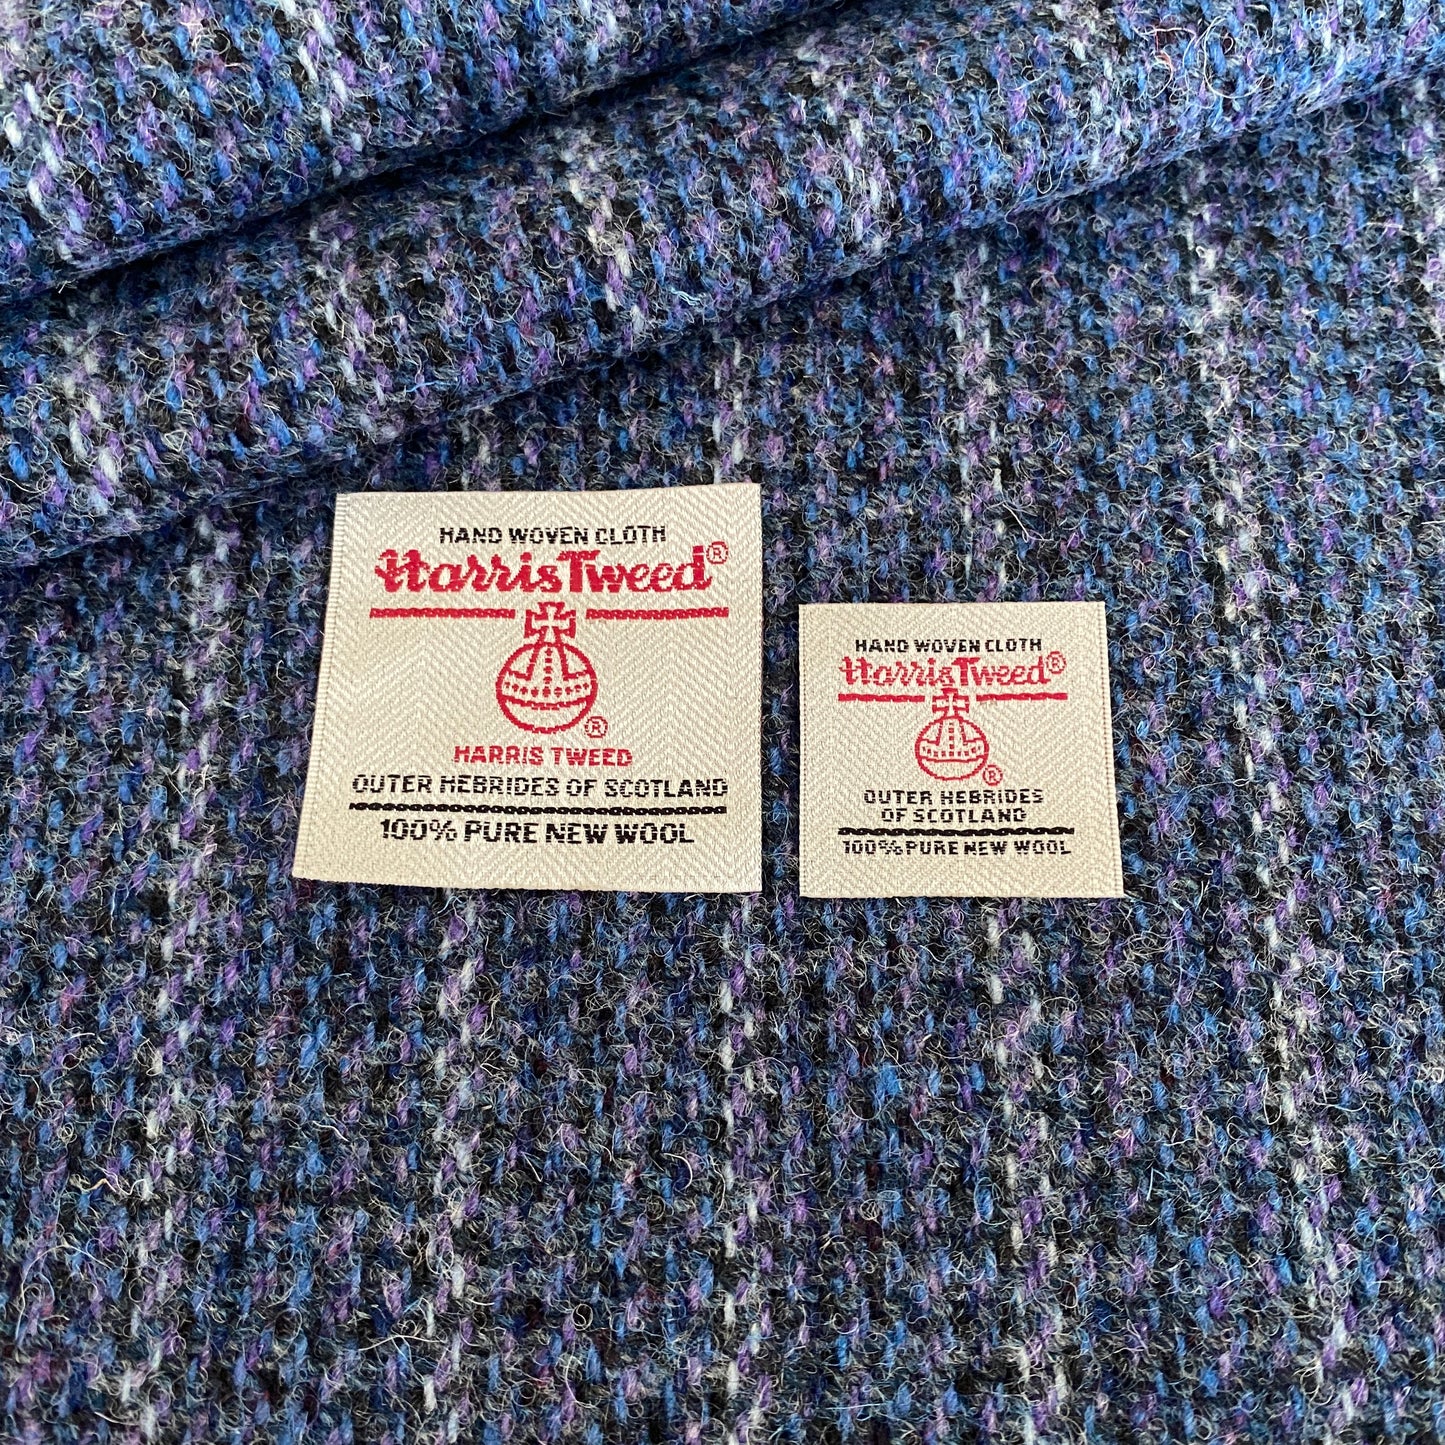 HAND WOVEN CLOTH
Harris Tweed®
®
HARRIS TWEED
OUTER HEBRIDES OF SCOTLAND
100% PURE NEW WOOL
HAND WOVEN CLOTH
Harris Tweed®
®
OUTER HEBRIDES
OF SCOTLAND
100% PURE NEW WOOL